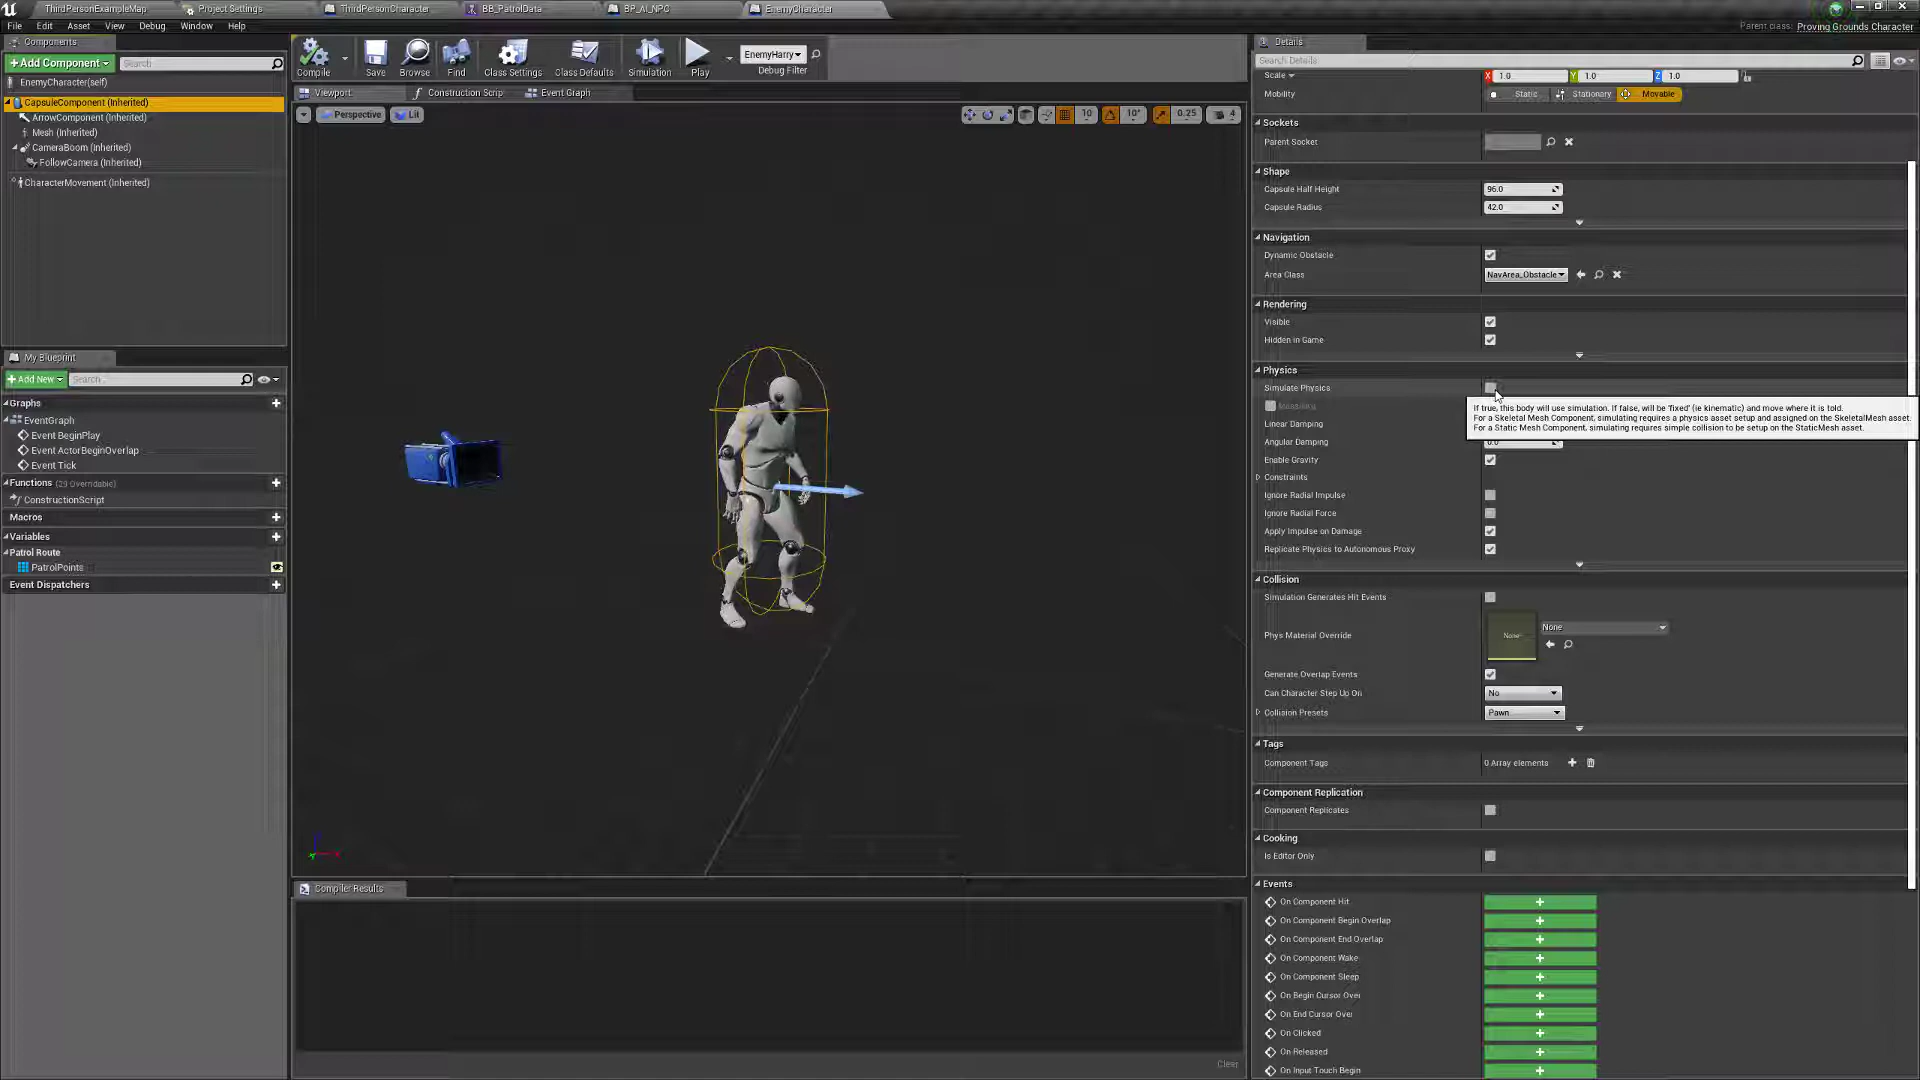 ThirdPersonExampleMap
Project Settings
ThirdPersonCharacter
BB_PatrolData
BP_AI_NPC
EnemyCharacter
File Edit Asset View Debug Window Help
Parent class: Proving Grounds Character
Components
+Add Component
Search
EnemyCharacter(self)
CapsuleComponent (Inherited)
ArrowComponent (Inherited)
Mesh (Inherited)
CameraBoom (Inherited)
FollowCamera (Inherited)
CharacterMovement (Inherited)
My Blueprint
+Add New
Search
Graphs
EventGraph
Event BeginPlay
Event ActorBeginOverlap
Event Tick
Functions (29 Overridable)
ConstructionScript
Macros
Variables
Patrol Route
PatrolPoints
Event Dispatchers
Compile
Save
Browse
Find
Class Settings
Class Defaults
Simulation
Play
EnemyHarry
Debug Filter
Viewport
Construction Scrip
Event Graph
Perspective
Lit
10
10°
0.25
4
Compiler Results
Clear
Details
Search Details
Scale X 1.0 Y 1.0 Z 1.0
Mobility Static Stationary Movable
Sockets
Parent Socket
Shape
Capsule Half Height 96.0
Capsule Radius 42.0
Navigation
Dynamic Obstacle
Area Class NavArea_Obstacle
Rendering
Visible
Hidden in Game
Physics
Simulate Physics
If true, this body will use simulation. If false, will be 'fixed' (ie kinematic) and move where it is told.
For a Skeletal Mesh Component, simulating requires a physics asset setup and assigned on the SkeletalMesh asset.
For a Static Mesh Component, simulating requires simple collision to be setup on the StaticMesh asset.
Linear Damping
Angular Damping 0.0
Enable Gravity
Constraints
Ignore Radial Impulse
Ignore Radial Force
Apply Impulse on Damage
Replicate Physics to Autonomous Proxy
Collision
Simulation Generates Hit Events
Phys Material Override None None
Generate Overlap Events
Can Character Step Up On No
Collision Presets Pawn
Tags
Component Tags 0 Array elements
Component Replication
Component Replicates
Cooking
Is Editor Only
Events
On Component Hit
On Component Begin Overlap
On Component End Overlap
On Component Wake
On Component Sleep
On Begin Cursor Over
On End Cursor Over
On Clicked
On Released
On Input Touch Begin